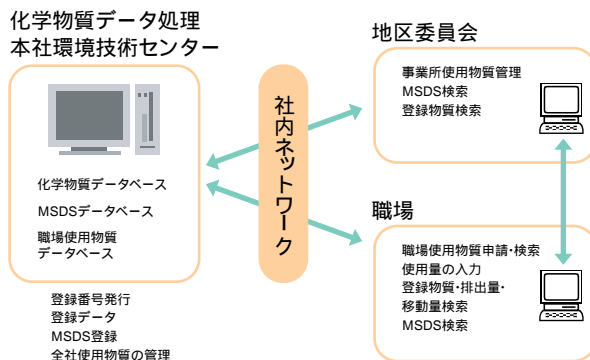 化学物質データ処理
本社環境技術センター
化学物質データベース
MSDSデータベース
職場使用物質
データベース
登録番号発行
登録データ
MSDS登録
全社使用物質の管理
社内ネットワーク
地区委員会
事業所使用物質管理
MSDS検索
登録物質検索
職場
職場使用物質申請・検索
使用量の入力
登録物質・排出量・
移動量検索
MSDS検索